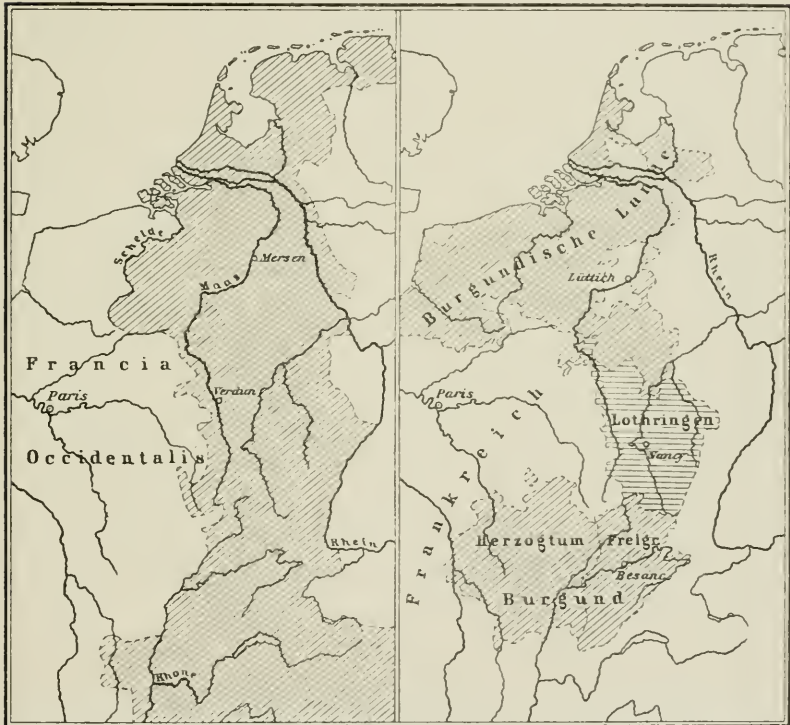 Schelde
Mersen
Maas
Francia
Verdun
Paris
Occidentalis
Rhein
Rhone
Burgundische Lande
Rhein
Lüttich
Paris
Frankreich
Lothringen
Nancy
Herzogtum
Freigr.
Besanç.
Burgund